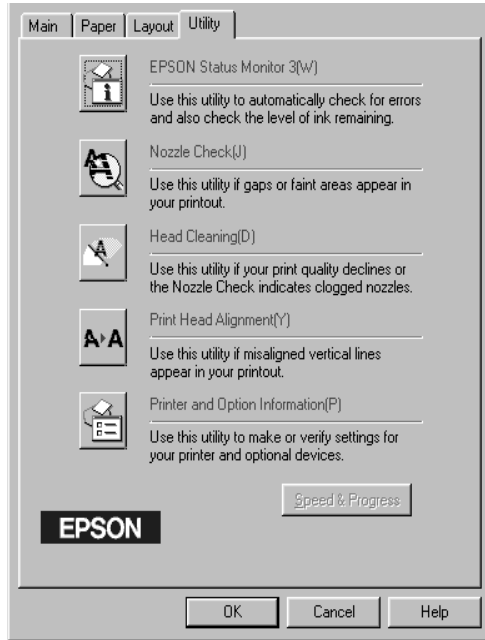 Main Paper Layout Utility
EPSON Status Monitor 3(W)
Use this utility to automatically check for errors
and also check the level of ink remaining.
Nozzle Check(J)
Use this utility if gaps or faint areas appear in
your printout.
Head Cleaning(D)
Use this utility if your print quality declines or
the Nozzle Check indicates clogged nozzles.
Print Head Alignment(Y)
Use this utility if misaligned vertical lines
appear in your printout.
Printer and Option Information(P)
Use this utility to make or verify settings for
your printer and optional devices.
Speed & Progress
EPSON
OK Cancel Help